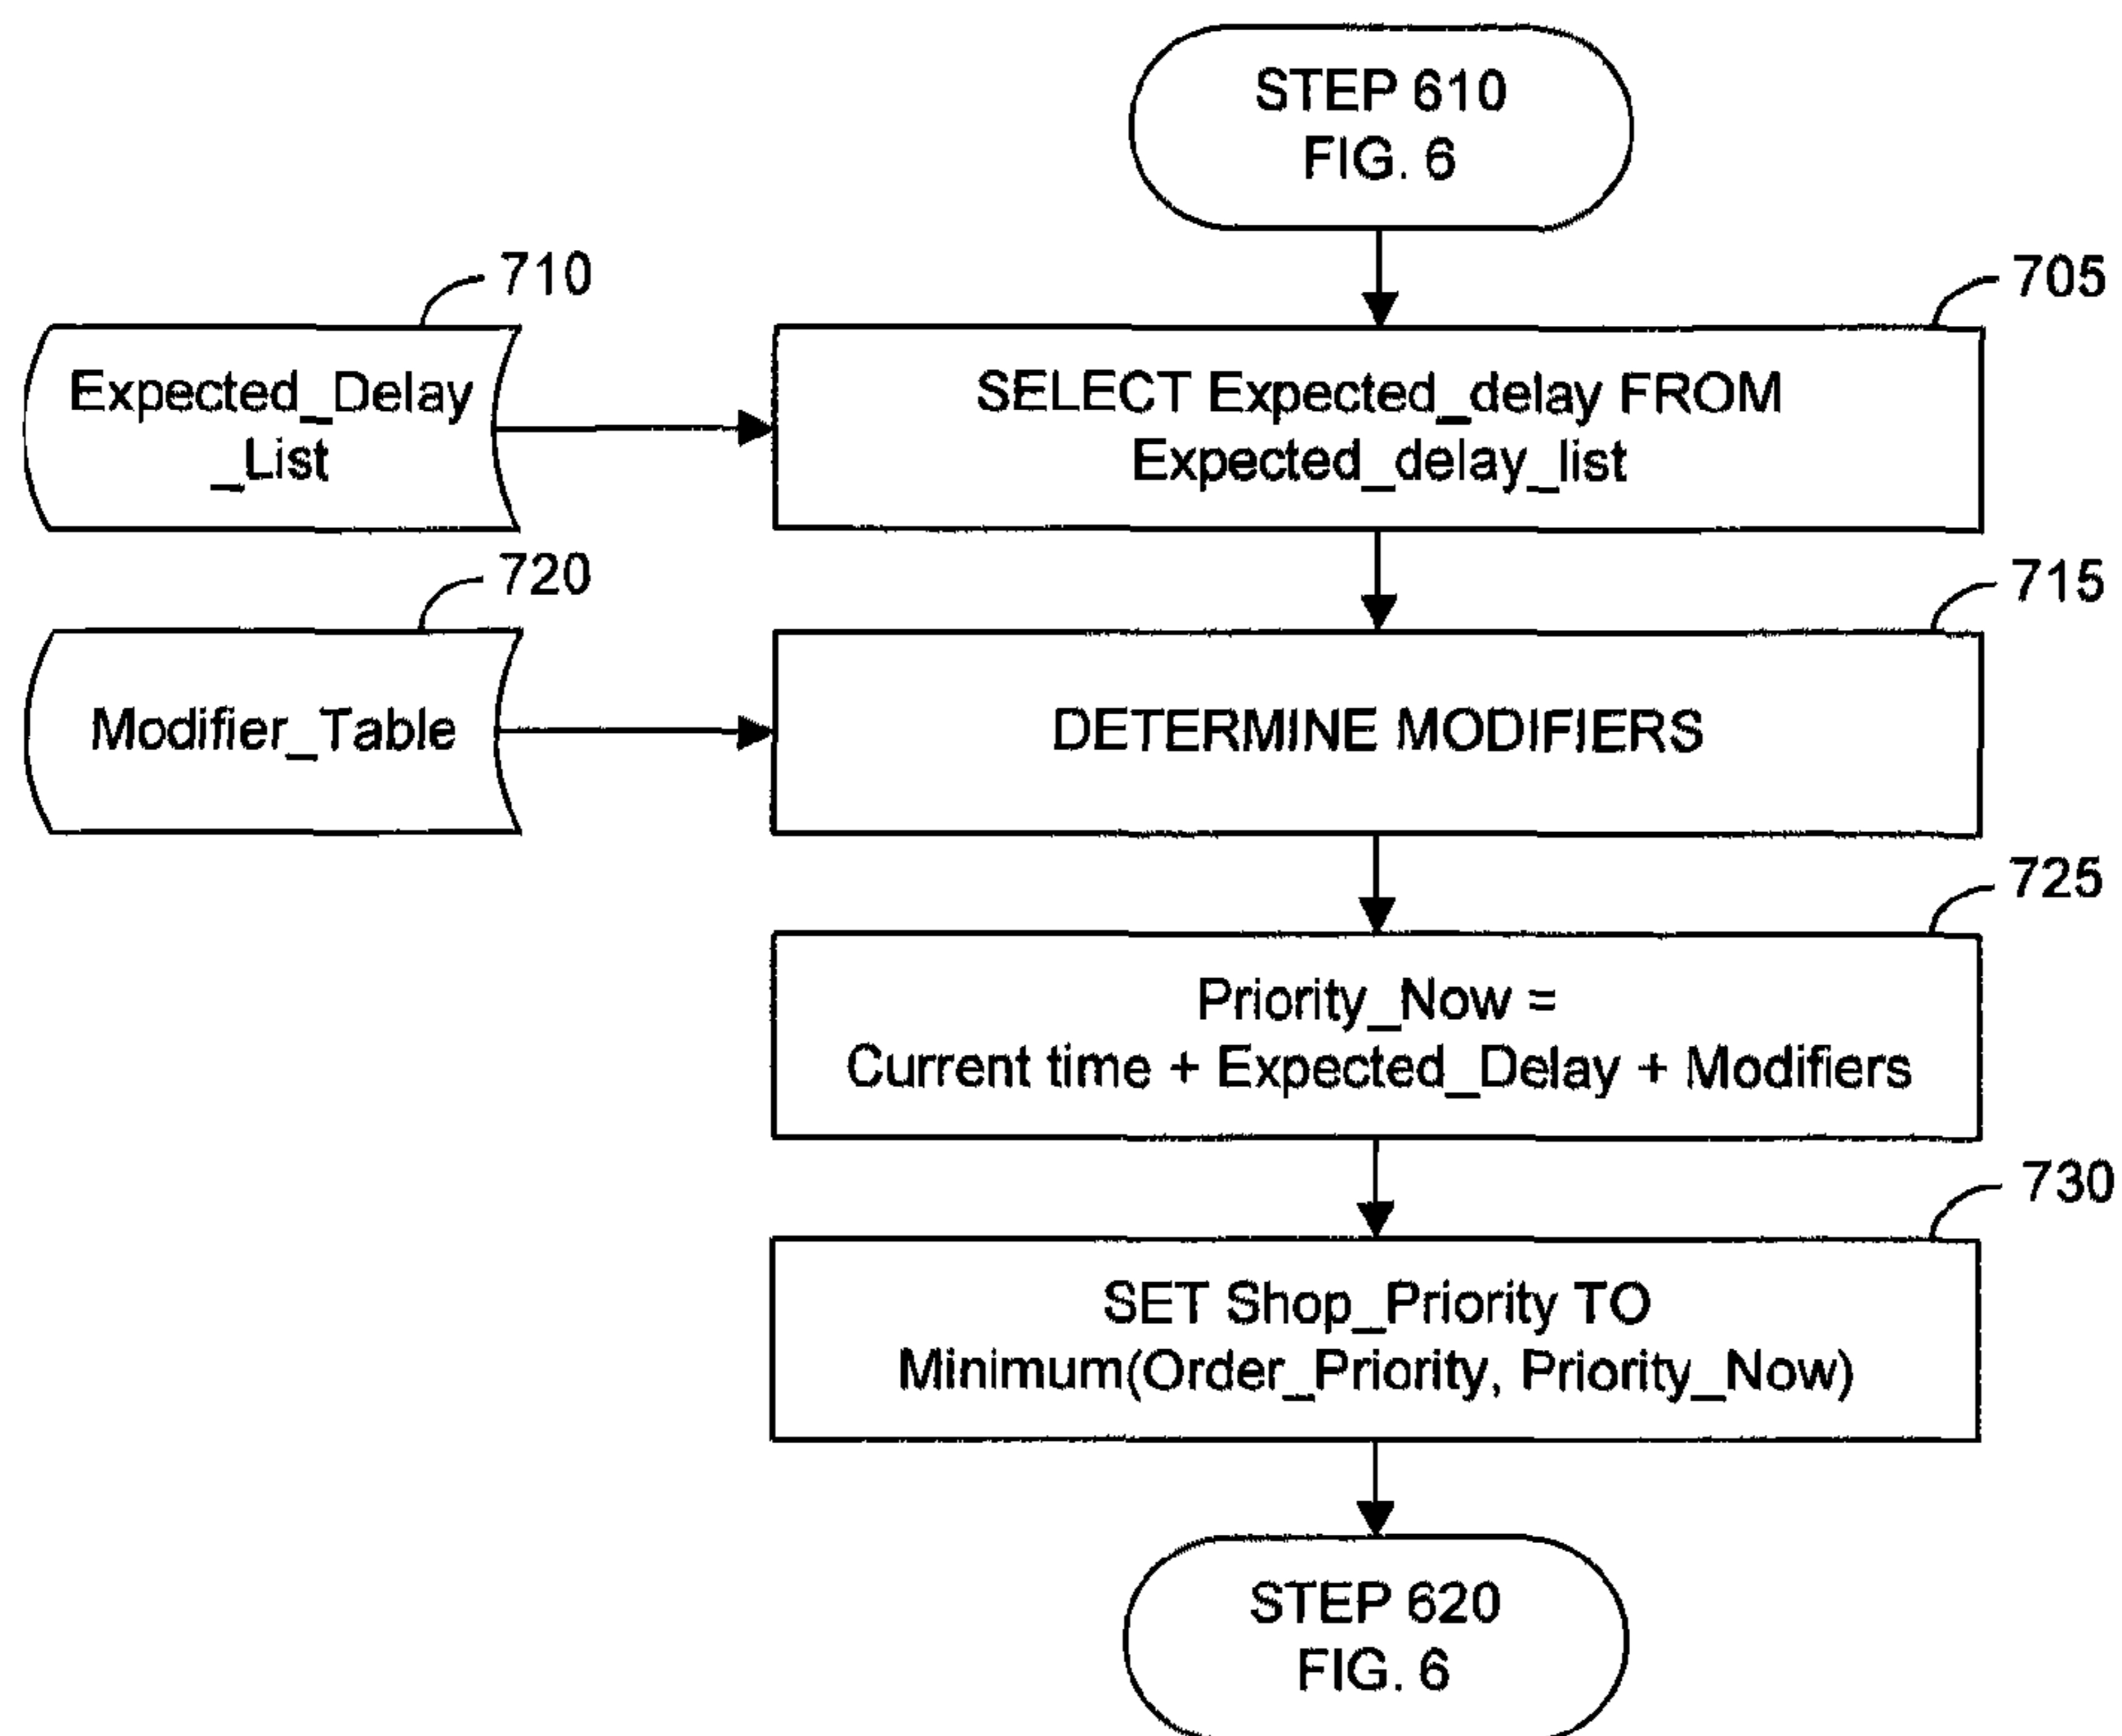 STEP 610
FIG. 6
710
705
Expected_Delay
_List
SELECT Expected_delay FROM
Expected_delay_list
720
715
Modifier_Table
DETERMINE MODIFIERS
725
Priority_Now =
Current time + Expected_Delay + Modifiers
730
SET Shop_Priority TO
Minimum(Order_Priority, Priority_Now)
STEP 620
FIG. 6